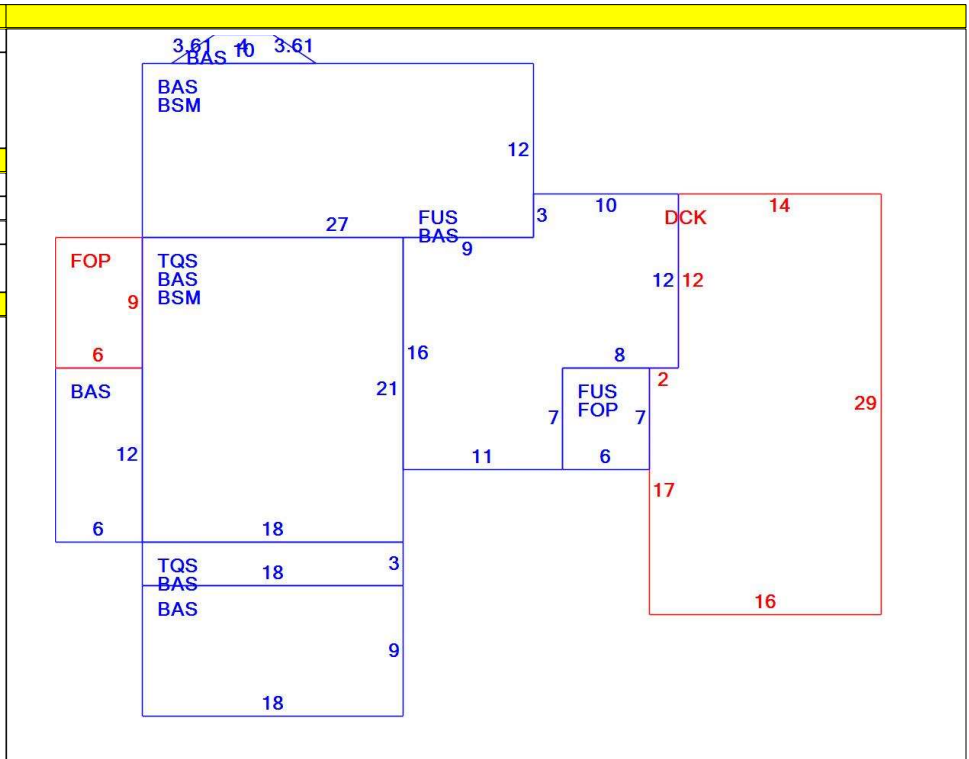 3.61 4 3.61
10
BAS
BAS
BSM
12
10
14
3
27
FUS
BAS
DCK
9
FOP
TQS
BAS
BSM
9
12
12
6
16
8
2
BAS
21
FUS
FOP
7
7
29
12
11
6
17
6
18
TQS
BAS
18
3
BAS
16
9
18